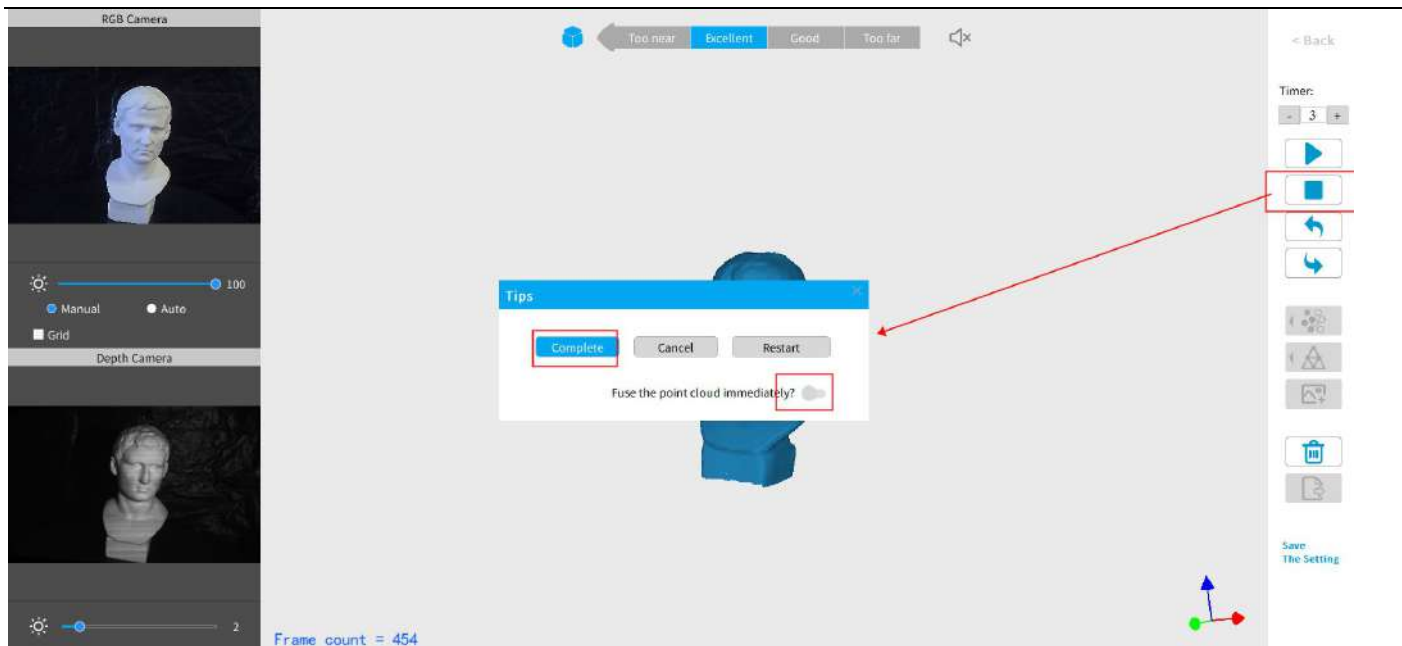 RGB Camera
Too near Excellent Good Too far
< Back
Timer:
- 3 +
100
Manual Auto
Grid
Depth Camera
Tips
Complete Cancel Restart
Fuse the point cloud immediately?
Save
The Setting
2
Frame count = 454